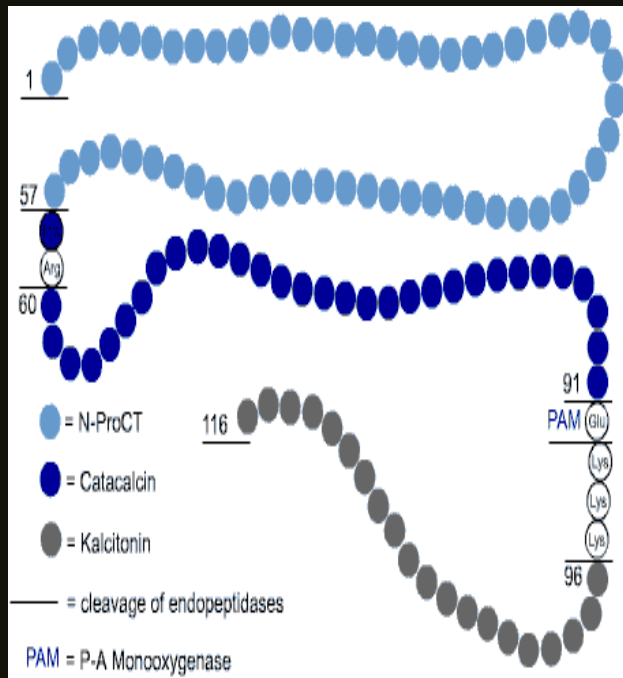 1
57
Arg
60
91
PAM Glu
Lys
Lys
Lys
96
116
= N-ProCT
= Catacalcin
= Kalcitonin
= cleavage of endopeptidases
PAM = P-A Monooxygenase